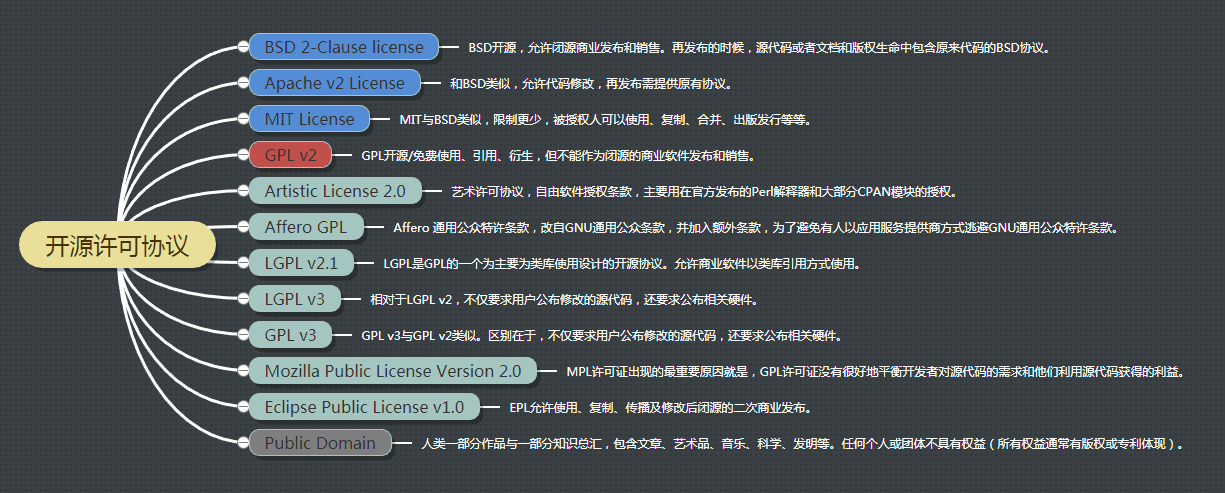 开源许可协议
BSD 2-Clause license
BSD开源，允许闭源商业发布和销售。再发布的时候，源代码或者文档和版权生命中包含原来代码的BSD协议。
Apache v2 License
和BSD类似，允许代码修改，再发布需提供原有协议。
MIT License
MIT与BSD类似，限制更少，被授权人可以使用、复制、合并、出版发行等等。
GPL v2
GPL开源/免费使用、引用、衍生，但不能作为闭源的商业软件发布和销售。
Artistic License 2.0
艺术许可协议，自由软件授权条款，主要用在官方发布的Perl解释器和大部分CPAN模块的授权。
Affero GPL
Affero 通用公众特许条款，改自GNU通用公众条款，并加入额外条款，为了避免有人以应用服务提供商方式逃避GNU通用公众特许条款。
LGPL v2.1
LGPL是GPL的一个为主要为类库使用设计的开源协议。允许商业软件以类库引用方式使用。
LGPL v3
相对于LGPL v2，不仅要求用户公布修改的源代码，还要求公布相关硬件。
GPL v3
GPL v3与GPL v2类似。区别在于，不仅要求用户公布修改的源代码，还要求公布相关硬件。
Mozilla Public License Version 2.0
MPL许可证出现的最重要原因就是，GPL许可证没有很好地平衡开发者对源代码的需求和他们利用源代码获得的利益。
Eclipse Public License v1.0
EPL允许使用、复制、传播及修改后闭源的二次商业发布。
Public Domain
人类一部分作品与一部分知识总汇，包含文章、艺术品、音乐、科学、发明等。任何个人或团体不具有权益（所有权益通常有版权或专利体现）。